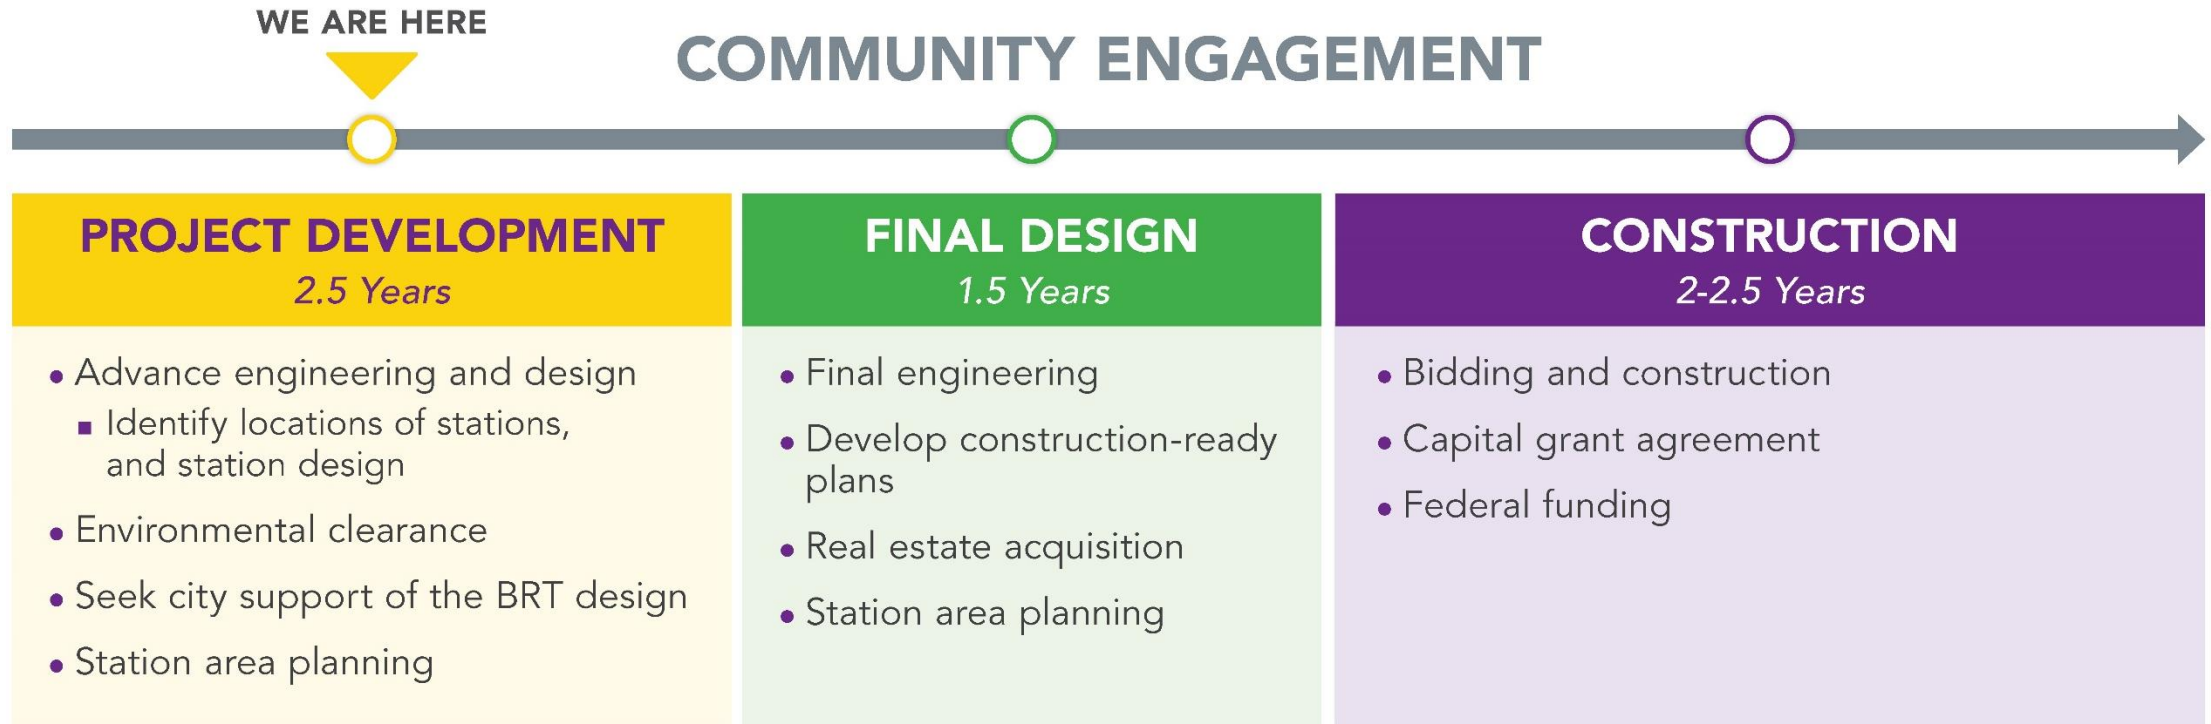 WE ARE HERE
COMMUNITY ENGAGEMENT
PROJECT DEVELOPMENT
2.5 Years
• Advance engineering and design
▪ Identify locations of stations,
and station design
• Environmental clearance
• Seek city support of the BRT design
• Station area planning
FINAL DESIGN
1.5 Years
• Final engineering
• Develop construction-ready
plans
• Real estate acquisition
• Station area planning
CONSTRUCTION
2-2.5 Years
• Bidding and construction
• Capital grant agreement
• Federal funding